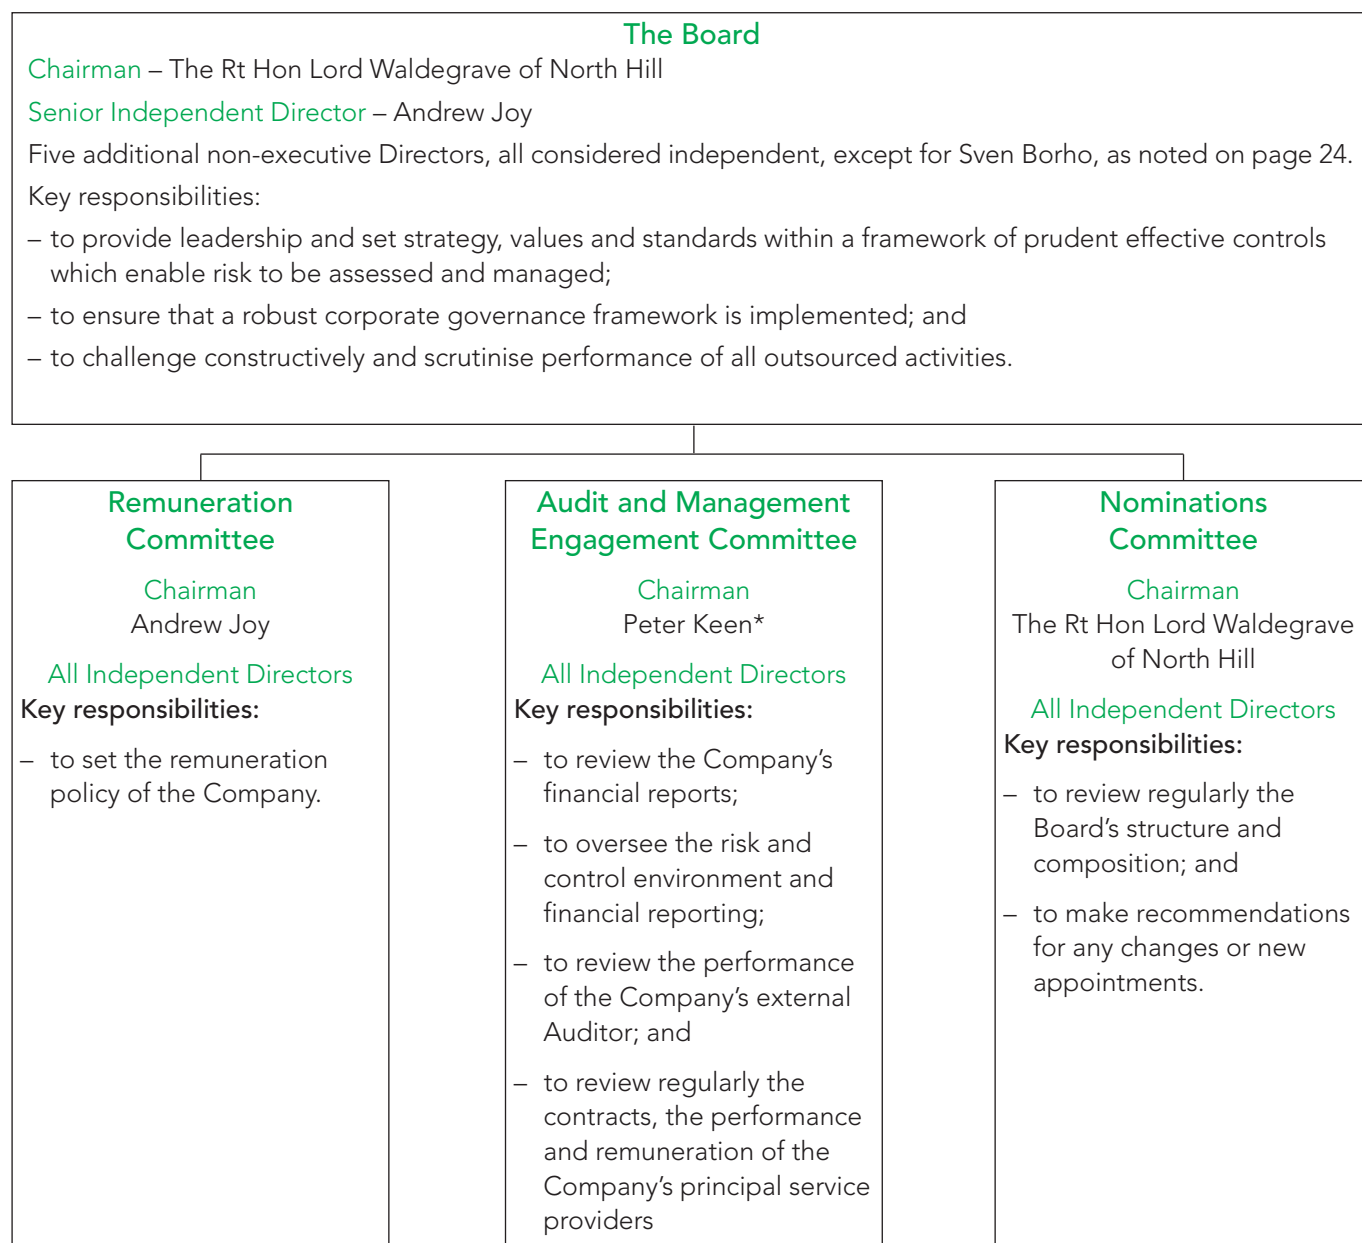 The Board
Chairman – The Rt Hon Lord Waldegrave of North Hill
Senior Independent Director – Andrew Joy
Five additional non-executive Directors, all considered independent, except for Sven Borho, as noted on page 24.
Key responsibilities:
– to provide leadership and set strategy, values and standards within a framework of prudent effective controls
which enable risk to be assessed and managed;
– to ensure that a robust corporate governance framework is implemented; and
– to challenge constructively and scrutinise performance of all outsourced activities.
Remuneration
Committee
Chairman
Andrew Joy
All Independent Directors
Key responsibilities:
– to set the remuneration
policy of the Company.
Audit and Management
Engagement Committee
Chairman
Peter Keen*
All Independent Directors
Key responsibilities:
– to review the Company’s
financial reports;
– to oversee the risk and
control environment and
financial reporting;
– to review the performance
of the Company’s external
Auditor; and
– to review regularly the
contracts, the performance
and remuneration of the
Company’s principal service
providers
Nominations
Committee
Chairman
The Rt Hon Lord Waldegrave
of North Hill
All Independent Directors
Key responsibilities:
– to review regularly the
Board’s structure and
composition; and
– to make recommendations
for any changes or new
appointments.